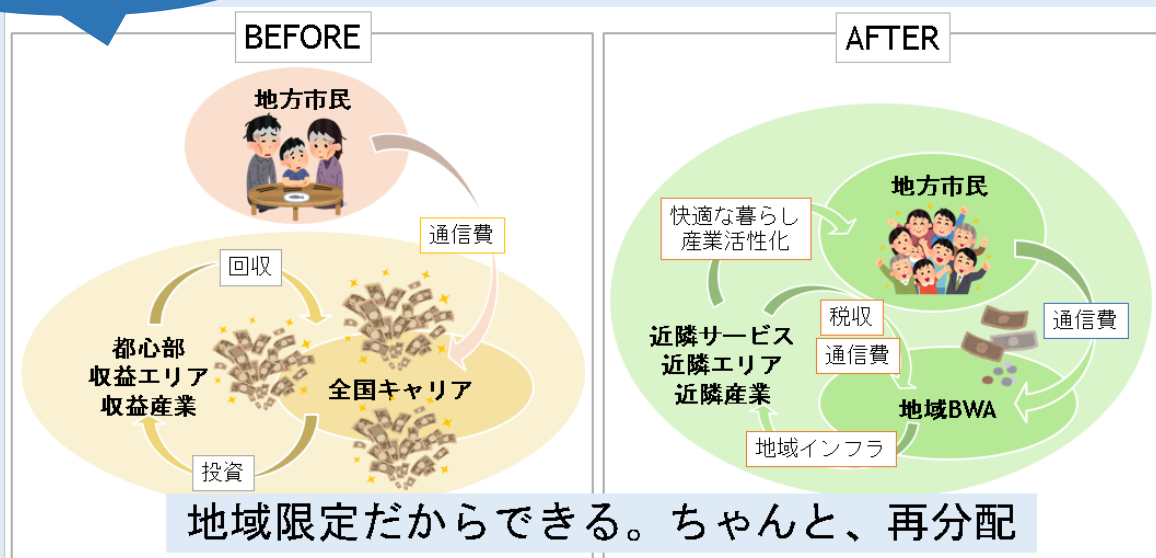 BEFORE
地方市民
通信費
回収
都心部
収益エリア
収益産業
全国キャリア
投資
AFTER
地方市民
快適な暮らし
産業活性化
税収
通信費
通信費
近隣サービス
近隣エリア
近隣産業
地域BWA
地域インフラ
地域限定だからできる。ちゃんと、再分配